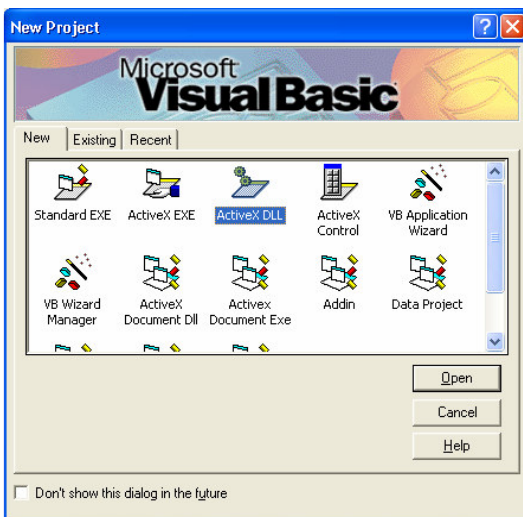 New Project
Microsoft
Visual Basic
New Existing Recent
Standard EXE ActiveX EXE ActiveX DLL ActiveX Control VB Application Wizard
VB Wizard Manager ActiveX Document Dll Activex Document Exe Addin Data Project
Open
Cancel
Help
Don't show this dialog in the future